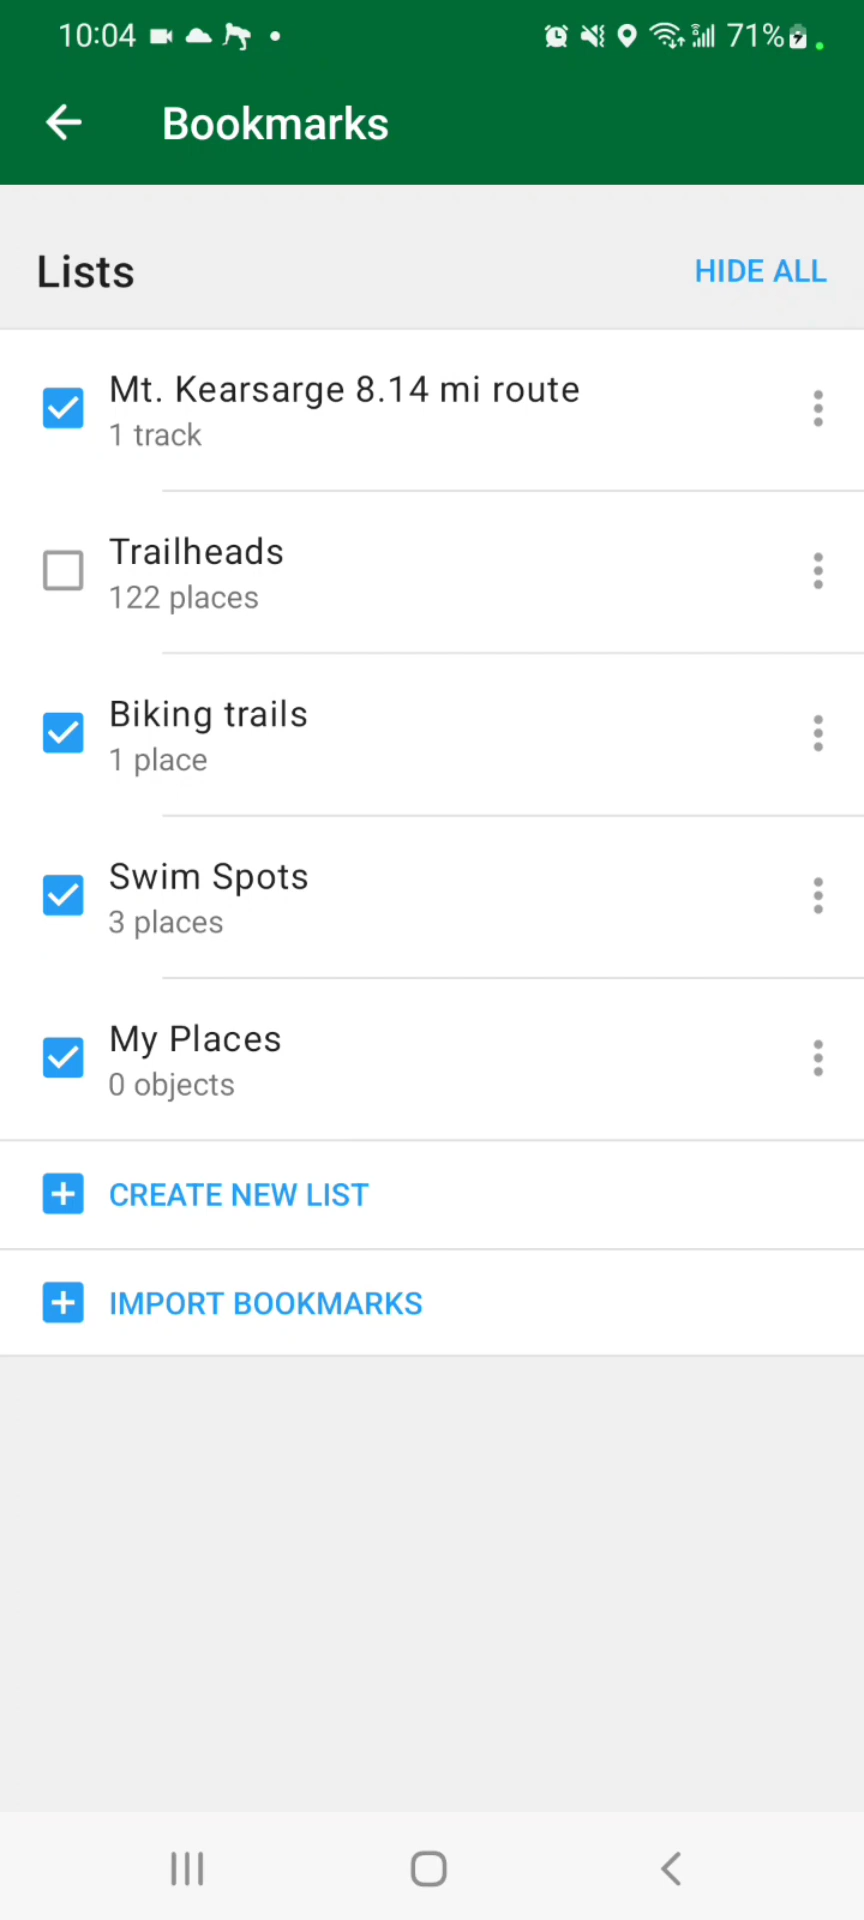 10:04 71%
Bookmarks
Lists HIDE ALL
Mt. Kearsarge 8.14 mi route
1 track
Trailheads
122 places
Biking trails
1 place
Swim Spots
3 places
My Places
0 objects
CREATE NEW LIST
IMPORT BOOKMARKS